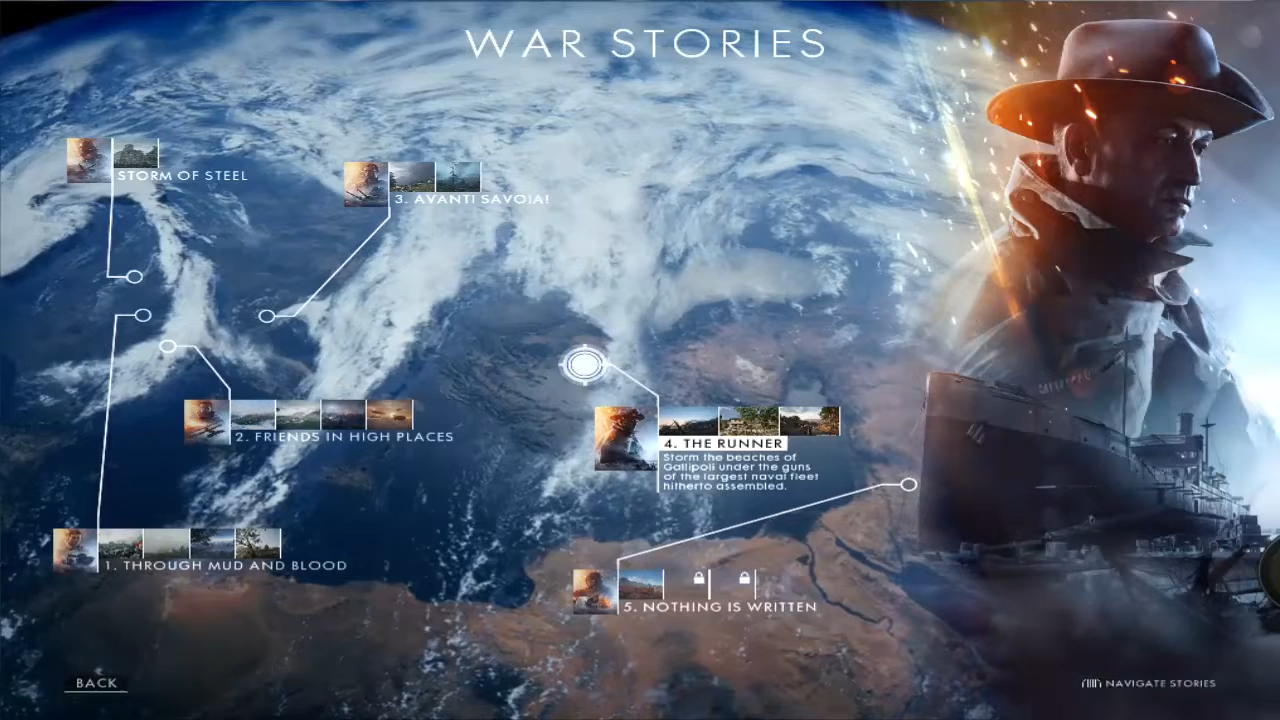 WAR STORIES
STORM OF STEEL
3. AVANTI SAVOIA!
2. FRIENDS IN HIGH PLACES
4. THE RUNNER
Storm the beaches of
Gallipoli under the guns
of the largest naval fleet
hitherto assembled.
1. THROUGH MUD AND BLOOD
5. NOTHING IS WRITTEN
BACK
NAVIGATE STORIES